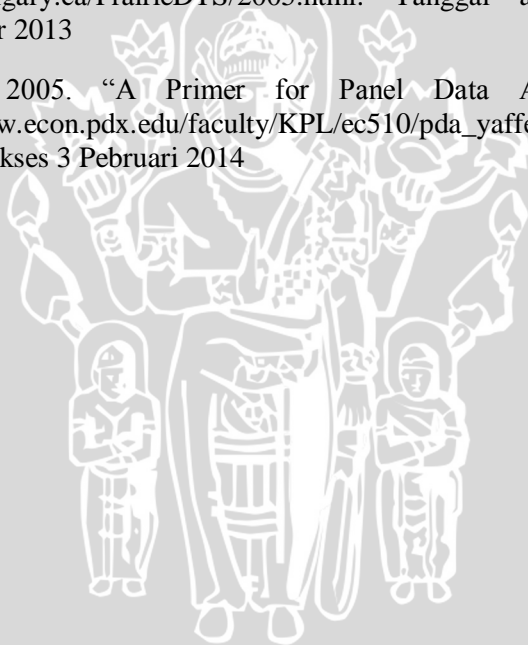 gary.ca/PrairieDTS/2005.html. Tanggal a
r 2013
2005. “A Primer for Panel Data A
w.econ.pdx.edu/faculty/KPL/ec510/pda_yaffe
kses 3 Pebruari 2014